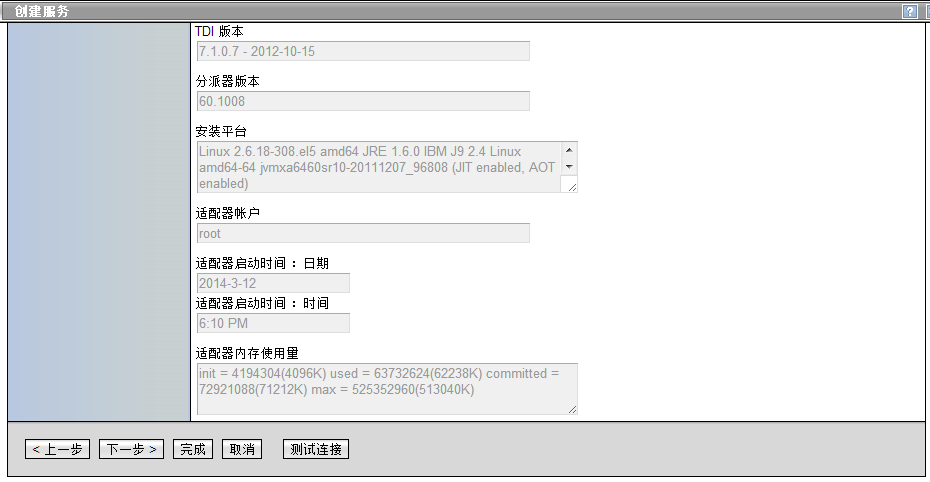 创建服务
?
TDI 版本
7.1.0.7 - 2012-10-15
分派器版本
60.1008
安装平台
Linux 2.6.18-308.el5 amd64 JRE 1.6.0 IBM J9 2.4 Linux
amd64-64 jvmxa6460sr10-20111207_96808 (JIT enabled, AOT
enabled)
适配器帐户
root
适配器启动时间 : 日期
2014-3-12
适配器启动时间 : 时间
6:10 PM
适配器内存使用量
init = 4194304(4096K) used = 63732624(62238K) committed =
72921088(71212K) max = 525352960(513040K)
< 上一步 下一步 > 完成 取消 测试连接